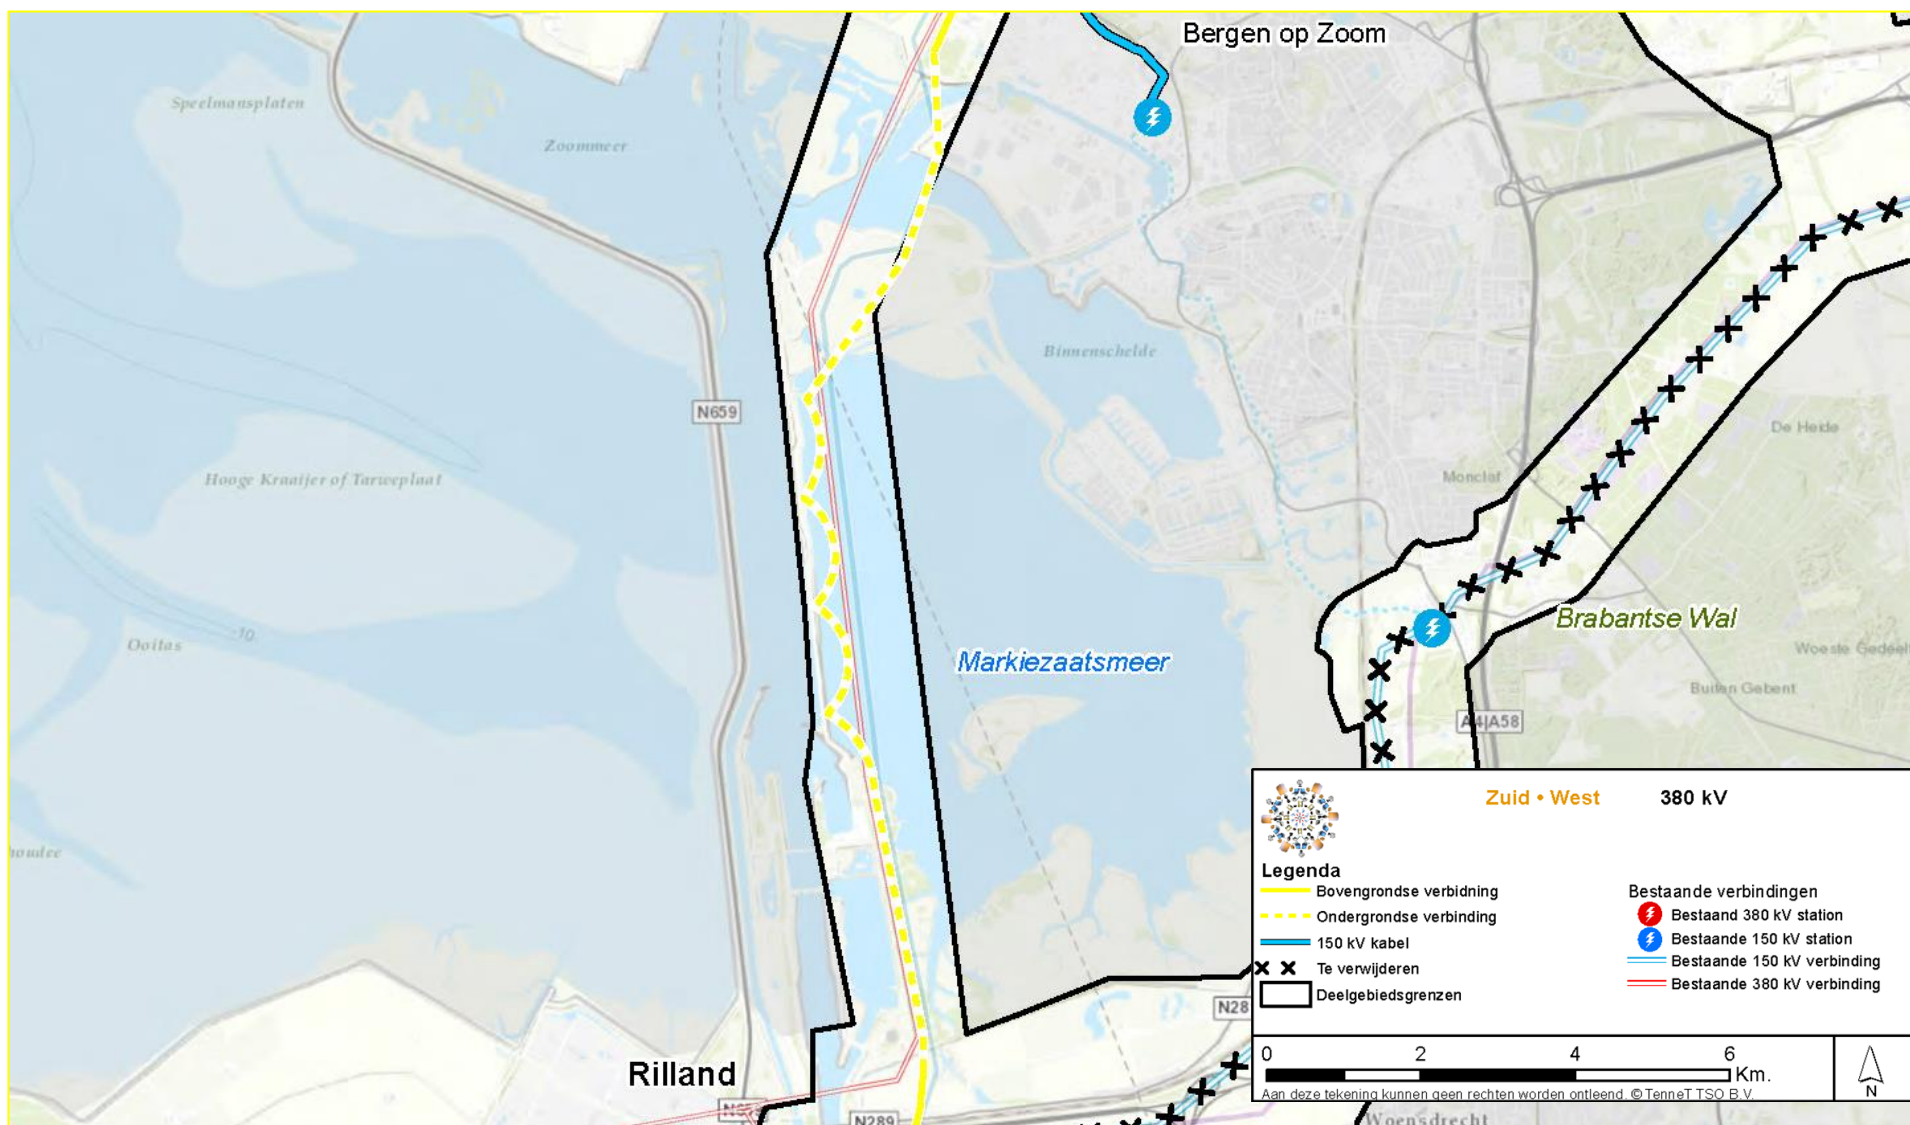 Bergen op Zoom
Speelmansplaten
Zoommeer
Binnenschelde
N659
De Heide
Hooge Kraaijer of Tarweplaat
Brabantse Wal
-10
Markiezaatsmeer
Buiten Gebent
A4|A58
Zuid • West 380 kV
Legenda
Bovengrondse verbidning
Ondergrondse verbinding
150 kV kabel
Te verwijderen
Deelgebiedsgrenzen
Bestaande verbindingen
Bestaand 380 kV station
Bestaande 150 kV station
Bestaande 150 kV verbinding
Bestaande 380 kV verbinding
N28
0 2 4 6 Km.
Aan deze tekening kunnen geen rechten worden ontleend. © TenneT TSO B.V.
N
Rilland
N289
Woensdrecht